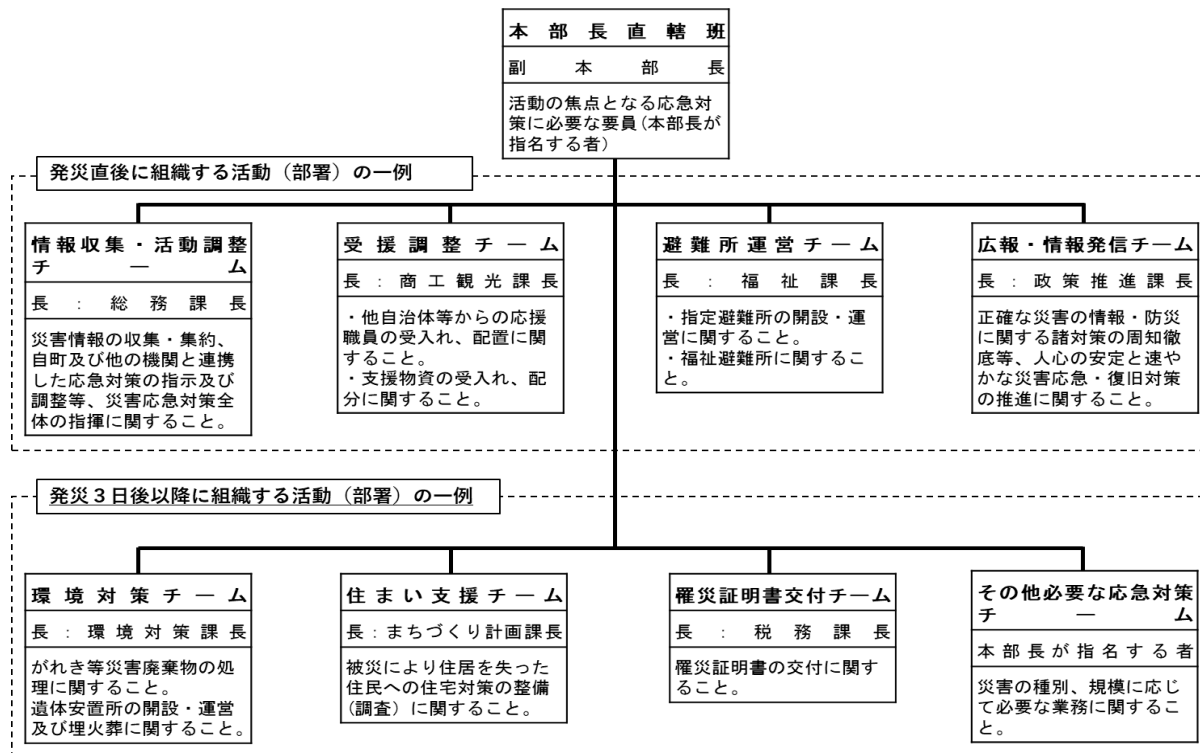 本部長直轄班
副本部長
活動の焦点となる応急対
策に必要な要員(本部長が
指名する者)
発災直後に組織する活動（部署）の一例
情報収集・活動調整
チーム
長：総務課長
災害情報の収集・集約、
自町及び他の機関と連携
した応急対策の指示及び
調整等、災害応急対策全
体の指揮に関すること。
受援調整チーム
長：商工観光課長
・他自治体等からの応援
職員の受入れ、配置に関
すること。
・支援物資の受入れ、配
分に関すること。
避難所運営チーム
長：福祉課長
・指定避難所の開設・運
営に関すること。
・福祉避難所に関するこ
と。
広報・情報発信チーム
長：政策推進課長
正確な災害の情報・防災
に関する諸対策の周知徹
底等、人心の安定と速や
かな災害応急・復旧対策
の推進に関すること。
発災３日後以降に組織する活動（部署）の一例
環境対策チーム
長：環境対策課長
がれき等災害廃棄物の処
理に関すること。
遺体安置所の開設・運営
及び埋火葬に関すること。
住まい支援チーム
長：まちづくり計画課長
被災により住居を失った
住民への住宅対策の整備
(調査）に関すること。
罹災証明書交付チーム
長：税務課長
罹災証明書の交付に関す
ること。
その他必要な応急対策
チーム
本部長が指名する者
災害の種別、規模に応じ
て必要な業務に関するこ
と。